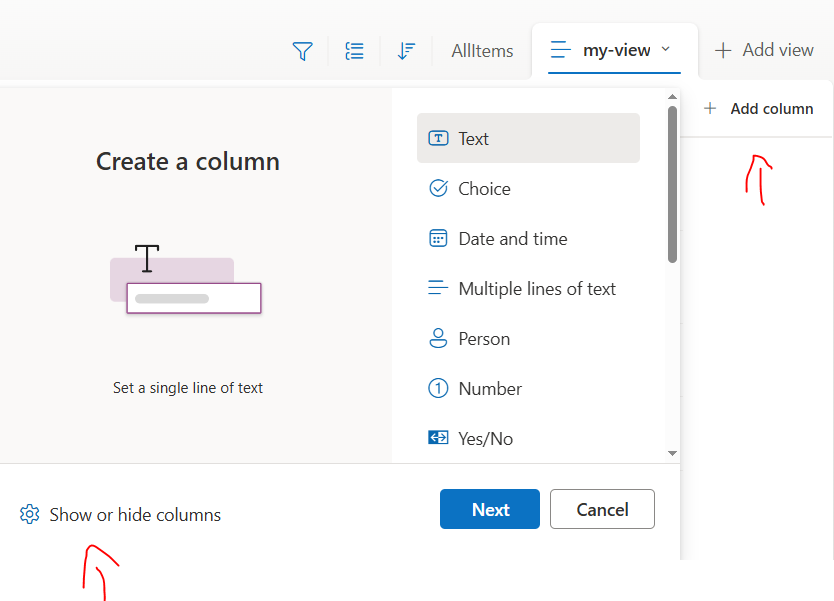 AllItems my-view Add view
Add column
Create a column
Set a single line of text
Text
Choice
Date and time
Multiple lines of text
Person
Number
Yes/No
Show or hide columns
Next Cancel